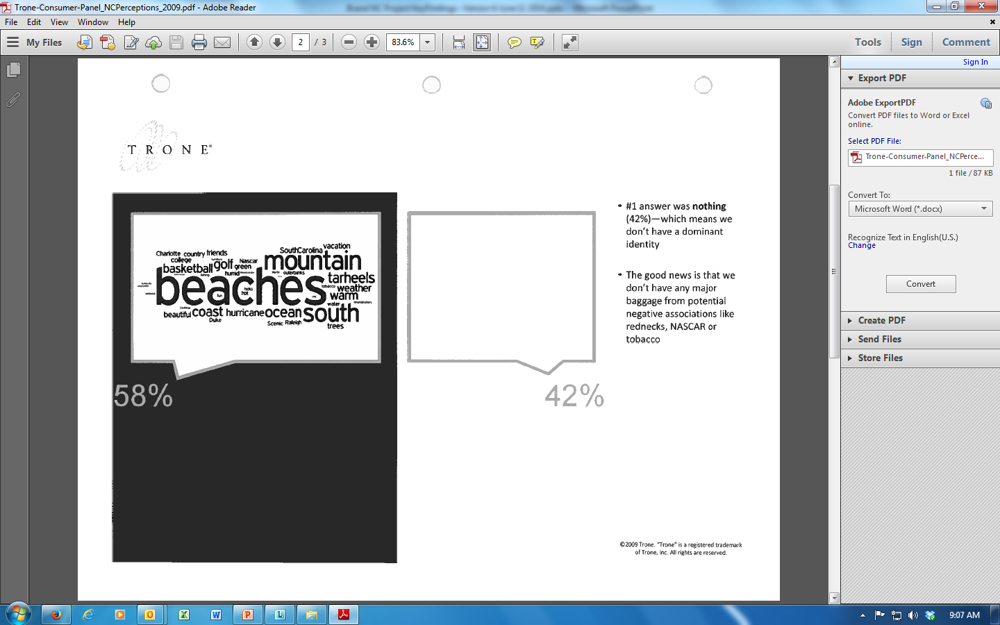 Trone-Consumer-Panel_NCPerceptions_2009.pdf - Adobe Reader
File Edit View Window Help
My Files
2 / 3
83.6%
Tools Sign Comment
Sign In
Export PDF
Adobe ExportPDF
Convert PDF files to Word or Excel
online.
Select PDF File:
Trone-Consumer-Panel_NCPerce...
1 file / 87 KB
Convert To:
Microsoft Word (*.docx)
Recognize Text in English(U.S.)
Change
Convert
Create PDF
Send Files
Store Files
TRONE®
SouthCarolina vacation
Charlotte country friends
college Nascar mountain
basketball golf green
humid outerbanks tarheels
beaches tobacco weather
fun hot warm
water
beautiful coast hurricane ocean south
Duke Scenic Raleigh trees
58%
42%
• #1 answer was nothing
(42%)—which means we
don't have a dominant
identity
• The good news is that we
don't have any major
baggage from potential
negative associations like
rednecks, NASCAR or
tobacco
©2009 Trone. "Trone" is a registered trademark
of Trone, Inc. All rights are reserved.
9:07 AM